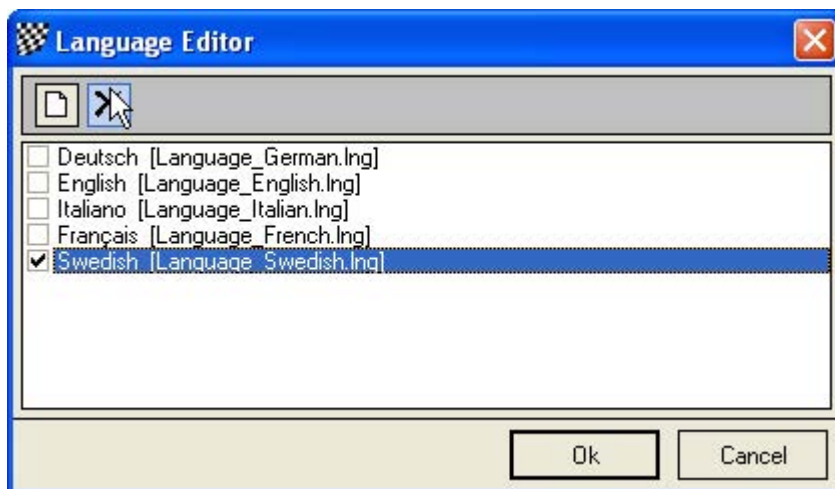 Language Editor
Deutsch [Language_German.lng]
English [Language_English.lng]
Italiano [Language_Italian.lng]
Français [Language_French.lng]
Swedish [Language_Swedish.lng]
Ok
Cancel